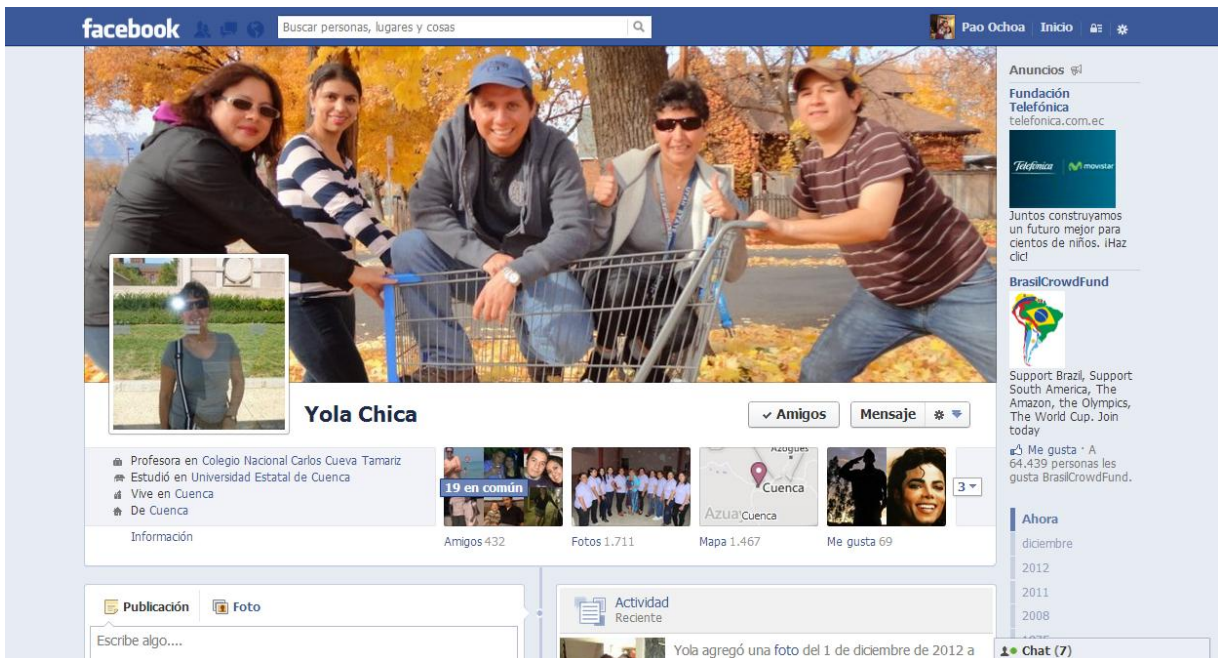 facebook
Buscar personas, lugares y cosas
Pao Ochoa
Inicio
Anuncios
Fundación
Telefónica
telefonica.com.ec
Telefónica
movistar
Juntos construyamos
un futuro mejor para
cientos de niños. ¡Haz
clic!
BrasilCrowdFund
Support Brazil, Support
South America, The
Amazon, the Olympics,
The World Cup. Join
today
Me gusta · A
64.439 personas les
gusta BrasilCrowdFund.
Yola Chica
Amigos
Mensaje
Profesora en Colegio Nacional Carlos Cueva Tamariz
Estudió en Universidad Estatal de Cuenca
Vive en Cuenca
De Cuenca
Información
19 en común
Amigos 432
Fotos 1.711
Azogues
Cuenca
Azuay
Cuenca
Mapa 1.467
Me gusta 69
3
Ahora
diciembre
2012
2011
2008
Publicación
Foto
Escribe algo....
Actividad
Reciente
Yola agregó una foto del 1 de diciembre de 2012 a
Chat (7)